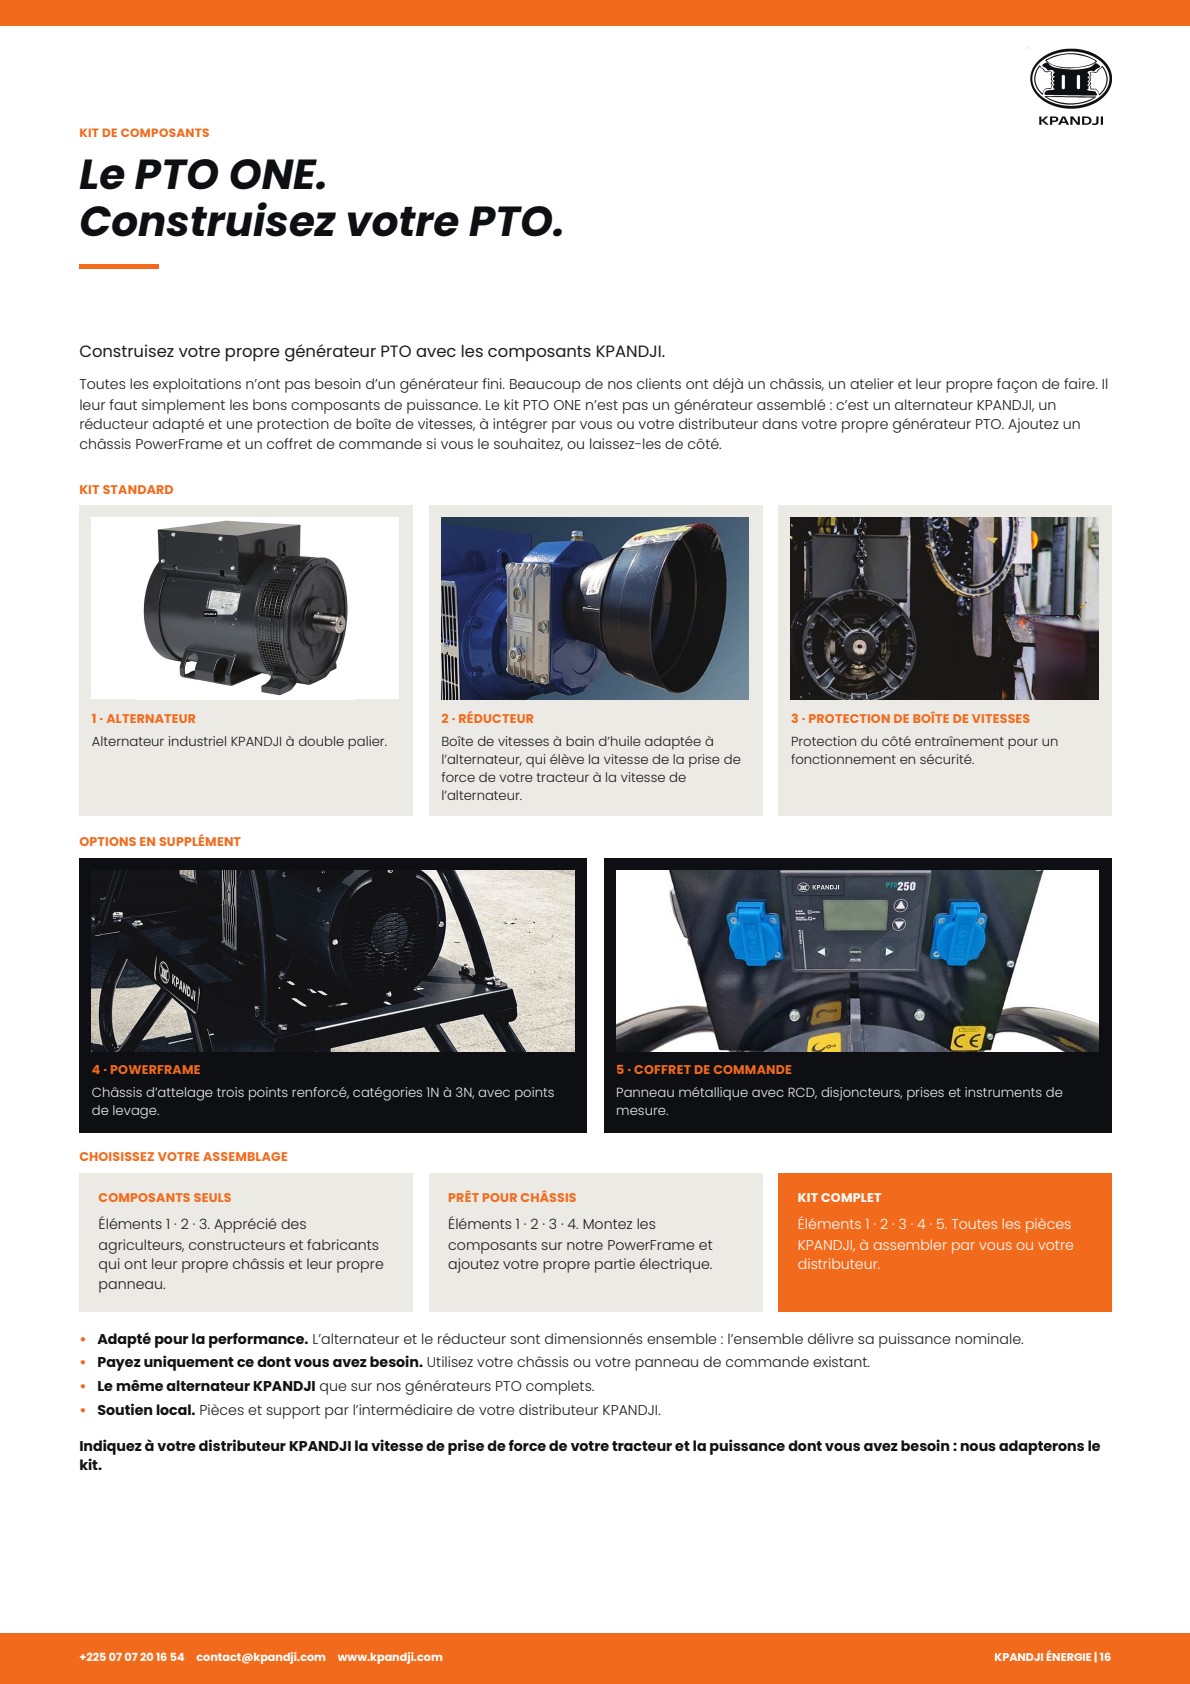 KPANDJI
KIT DE COMPOSANTS
Le PTO ONE.
Construisez votre PTO.
Construisez votre propre générateur PTO avec les composants KPANDJI.
Toutes les exploitations n’ont pas besoin d’un générateur fini. Beaucoup de nos clients ont déjà un châssis, un atelier et leur propre façon de faire. Il
leur faut simplement les bons composants de puissance. Le kit PTO ONE n’est pas un générateur assemblé : c’est un alternateur KPANDJI, un
réducteur adapté et une protection de boîte de vitesses, à intégrer par vous ou votre distributeur dans votre propre générateur PTO. Ajoutez un
châssis PowerFrame et un coffret de commande si vous le souhaitez, ou laissez-les de côté.
KIT STANDARD
1 · ALTERNATEUR
Alternateur industriel KPANDJI à double palier.
2 · RÉDUCTEUR
Boîte de vitesses à bain d’huile adaptée à
l’alternateur, qui élève la vitesse de la prise de
force de votre tracteur à la vitesse de
l’alternateur.
3 · PROTECTION DE BOÎTE DE VITESSES
Protection du côté entraînement pour un
fonctionnement en sécurité.
OPTIONS EN SUPPLÉMENT
KPANDJI
KPANDJI
PTO250
CE
4 · POWERFRAME
Châssis d’attelage trois points renforcé, catégories 1N à 3N, avec points
de levage.
5 · COFFRET DE COMMANDE
Panneau métallique avec RCD, disjoncteurs, prises et instruments de
mesure.
CHOISISSEZ VOTRE ASSEMBLAGE
COMPOSANTS SEULS
Éléments 1 · 2 · 3. Apprécié des
agriculteurs, constructeurs et fabricants
qui ont leur propre châssis et leur propre
panneau.
PRÊT POUR CHÂSSIS
Éléments 1 · 2 · 3 · 4. Montez les
composants sur notre PowerFrame et
ajoutez votre propre partie électrique.
KIT COMPLET
Éléments 1 · 2 · 3 · 4 · 5. Toutes les pièces
KPANDJI, à assembler par vous ou votre
distributeur.
• Adapté pour la performance. L’alternateur et le réducteur sont dimensionnés ensemble : l’ensemble délivre sa puissance nominale.
• Payez uniquement ce dont vous avez besoin. Utilisez votre châssis ou votre panneau de commande existant.
• Le même alternateur KPANDJI que sur nos générateurs PTO complets.
• Soutien local. Pièces et support par l’intermédiaire de votre distributeur KPANDJI.
Indiquez à votre distributeur KPANDJI la vitesse de prise de force de votre tracteur et la puissance dont vous avez besoin : nous adapterons le
kit.
+225 07 07 20 16 54 contact@kpandji.com www.kpandji.com
KPANDJI ÉNERGIE | 16